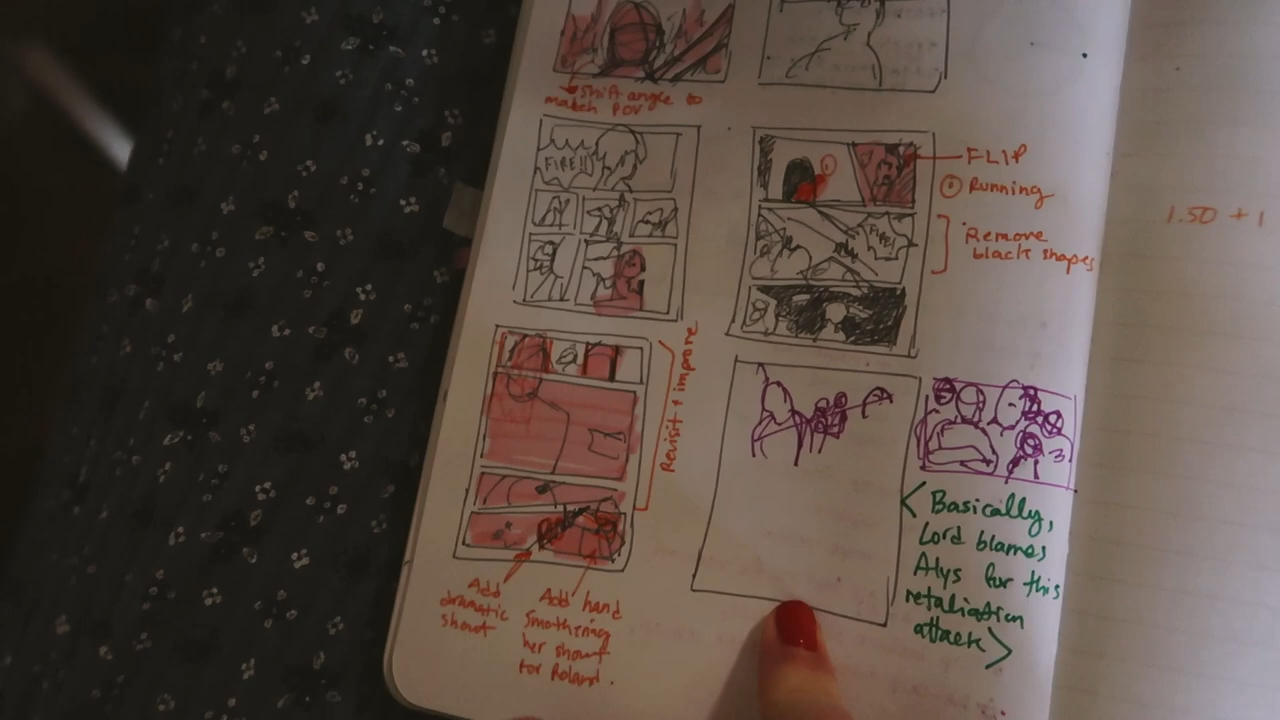 Shift angle to
match POV
FIRE!!
FLIP
① Running
FIRE!
Remove
black shapes
1.50 + 1
Revisit + improve
Add
dramatic
shout
Add hand
smothering
her shout
for Roland.
< Basically,
Lord blames
Alys for this
retaliation
attack >